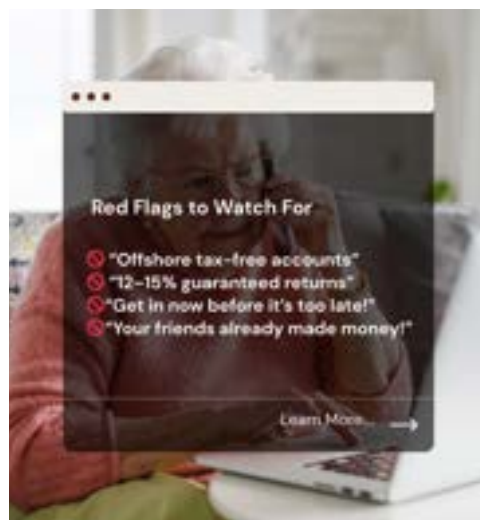 Red Flags to Watch For
"Offshore tax-free accounts"
"12–15% guaranteed returns"
"Get in now before it's too late!"
"Your friends already made money!"
Learn More...